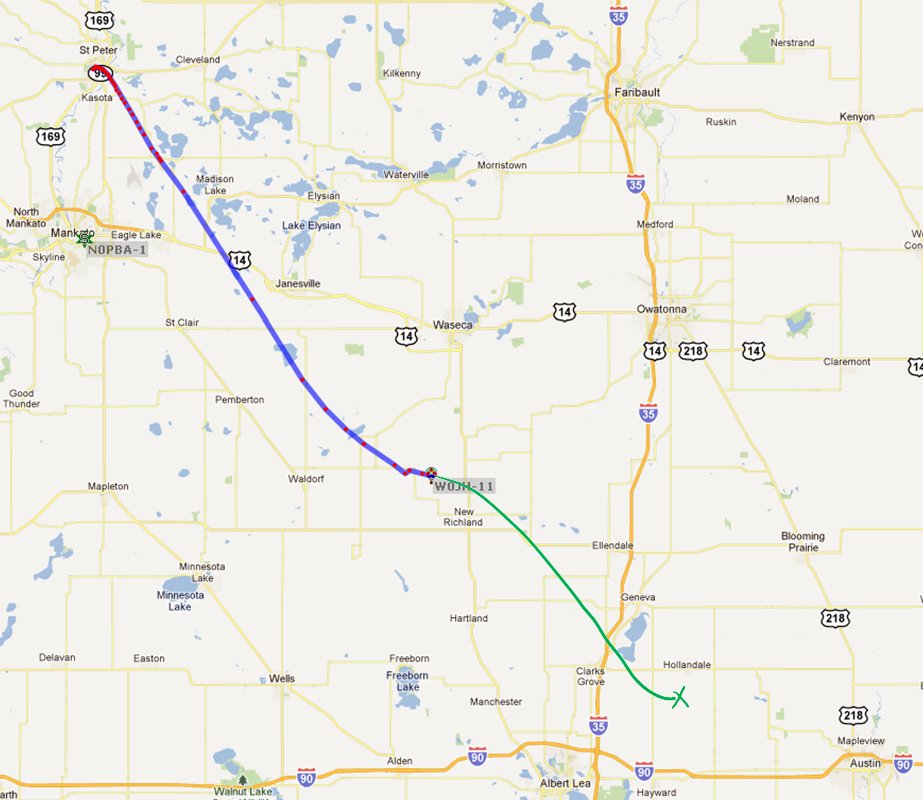 169
Nerstrand
35
St Peter
Cleveland
Kilkenny
99
Kasota
Faribault
Kenyon
Ruskin
169
Morristown
Waterville
Madison
Lake
35
Elysian
Moland
North
Mankato
Lake Elysian
Medford
Mankato
Eagle Lake
N0PBA-1
Skyline
14
Janesville
14
Owatonna
St Clair
Waseca
14
14
218
14
Claremont
14
Good
Thunder
Pemberton
35
Waldorf
W0JH-11
Mapleton
New
Richland
Ellendale
Blooming
Prairie
Minnesota
Lake
Minnesota
Lake
Geneva
Hartland
218
Delavan
Easton
Freeborn
Hollandale
Wells
Freeborn
Lake
Clarks
Grove
X
Manchester
35
218
Mapleview
90
Alden
90
Austin
90
90
Walnut Lake
Albert Lea
Hayward